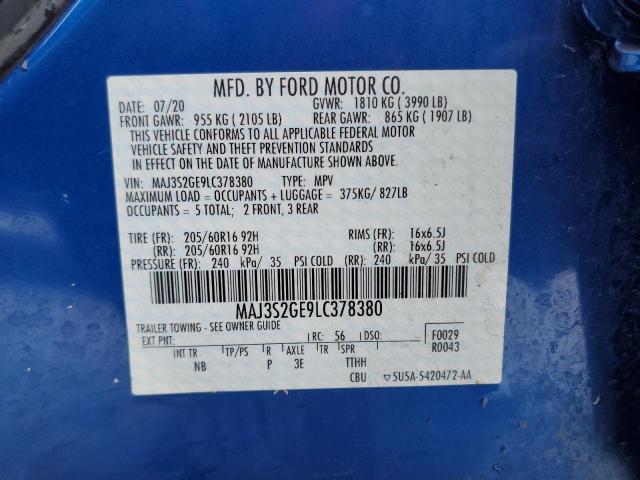 MFD. BY FORD MOTOR CO.
DATE: 07/20 GVWR: 1810 KG ( 3990 LB)
FRONT GAWR: 955 KG ( 2105 LB) REAR GAWR: 865 KG ( 1907 LB)
THIS VEHICLE CONFORMS TO ALL APPLICABLE FEDERAL MOTOR
VEHICLE SAFETY AND THEFT PREVENTION STANDARDS
IN EFFECT ON THE DATE OF MANUFACTURE SHOWN ABOVE.
VIN: MAJ3S2GE9LC378380 TYPE: MPV
MAXIMUM LOAD = OCCUPANTS + LUGGAGE = 375KG/ 827LB
OCCUPANTS = 5 TOTAL; 2 FRONT, 3 REAR
TIRE (FR): 205/60R16 92H RIMS (FR): 16x6.5J
(RR): 205/60R16 92H (RR): 16x6.5J
PRESSURE (FR): 240 kPa/ 35 PSI COLD (RR): 240 kPa/ 35 PSI COLD
MAJ3S2GE9LC378380
TRAILER TOWING - SEE OWNER GUIDE
EXT PNT: RC: 56 DSO: F0029
INT TR TP/PS R AXLE TR SPR R0043
NB P 3E TTHH
CBU ▽5U5A-5420472-AA